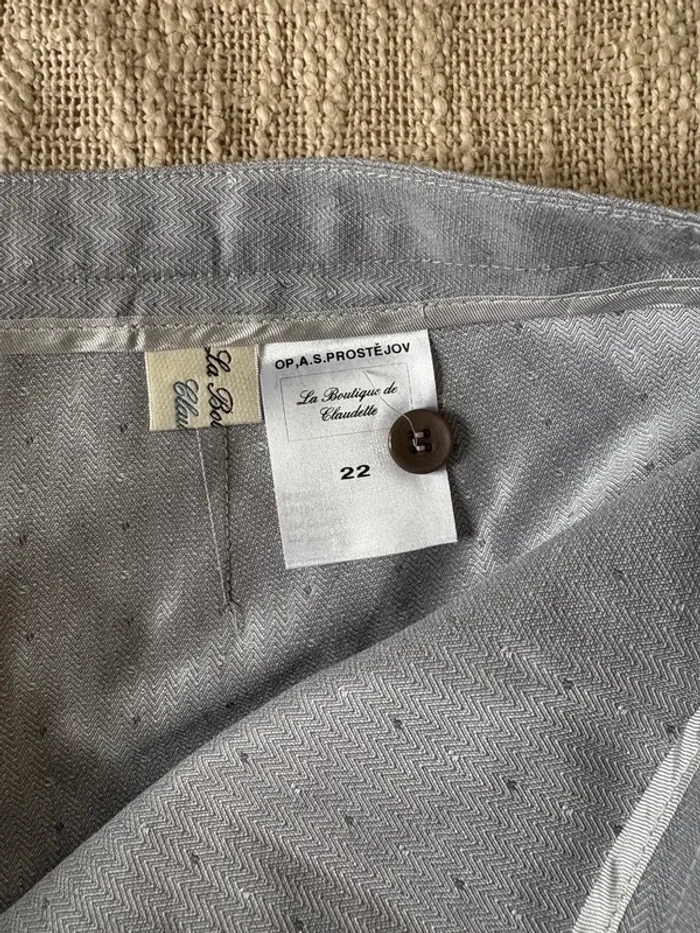 La Bou
Clau
OP,A.S.PROSTĚJOV
La Boutique de
Claudette
22